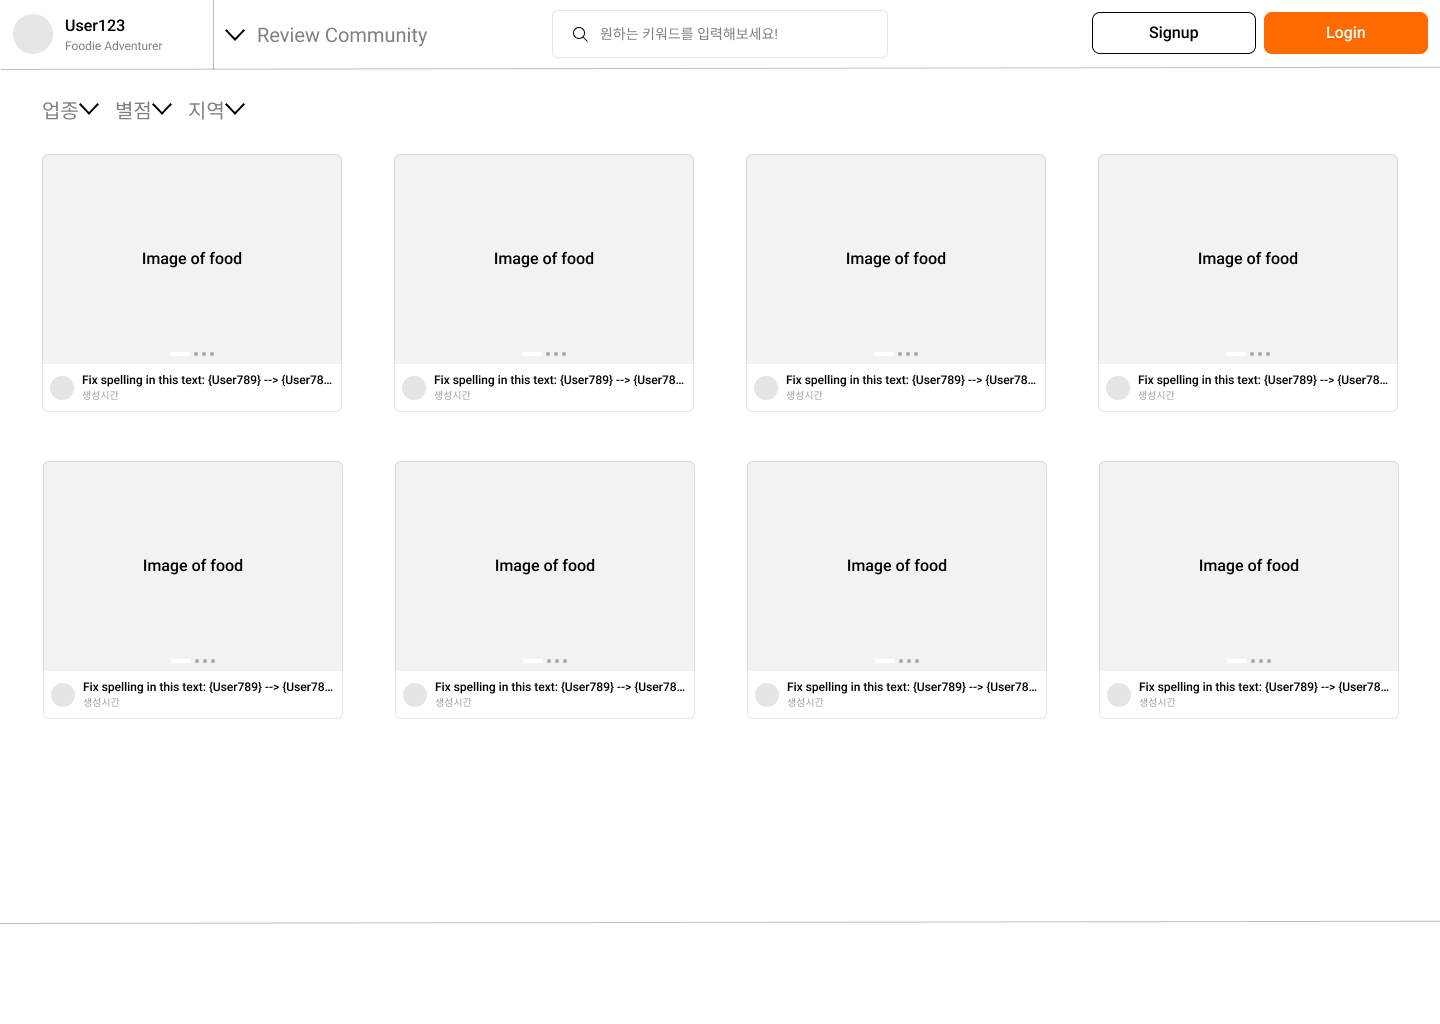 User123
Foodie Adventurer
Review Community
원하는 키워드를 입력해보세요!
Signup
Login
업종
별점
지역
Image of food
Image of food
Image of food
Image of food
Fix spelling in this text: {User789} --> {User78...
생성시간
Fix spelling in this text: {User789} --> {User78...
생성시간
Fix spelling in this text: {User789} --> {User78...
생성시간
Fix spelling in this text: {User789} --> {User78...
생성시간
Image of food
Image of food
Image of food
Image of food
Fix spelling in this text: {User789} --> {User78...
생성시간
Fix spelling in this text: {User789} --> {User78...
생성시간
Fix spelling in this text: {User789} --> {User78...
생성시간
Fix spelling in this text: {User789} --> {User78...
생성시간